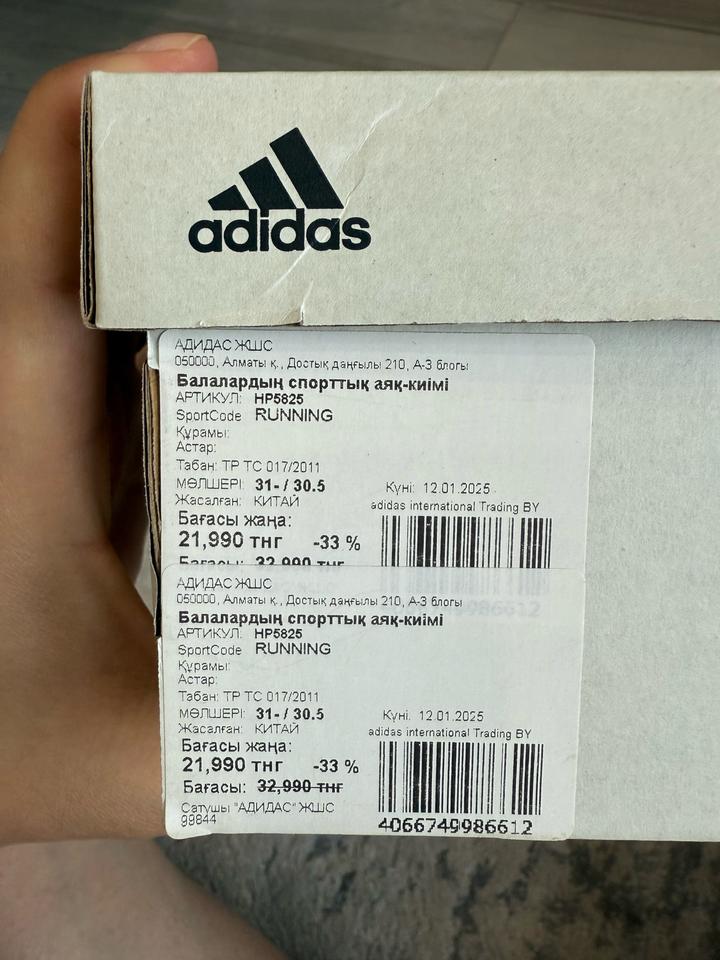 adidas
АДИДАС ЖШС
050000, Алматы қ., Достық даңғылы 210, А-3 блогы
Балалардың спорттық аяқ-киімі
АРТИКУЛ: HP5825
SportCode RUNNING
Құрамы:
Астар:
Табан: ТР ТС 017/2011
МӨЛШЕРІ: 31- / 30.5
Күні: 12.01.2025
Жасалған: КИТАЙ
adidas international Trading BY
Бағасы жаңа:
21,990 тнг -33 %
Бағасы: 32,990 тнг
АДИДАС ЖШС
050000, Алматы қ., Достық даңғылы 210, А-3 блогы
Балалардың спорттық аяқ-киімі
АРТИКУЛ: HP5825
SportCode RUNNING
Құрамы:
Астар:
Табан: ТР ТС 017/2011
МӨЛШЕРІ: 31- / 30.5
Күні: 12.01.2025
Жасалған: КИТАЙ
adidas international Trading BY
Бағасы жаңа:
21,990 тнг -33 %
Бағасы: 32,990 тнг
Сатушы "АДИДАС" ЖШС
99844
4066749986612